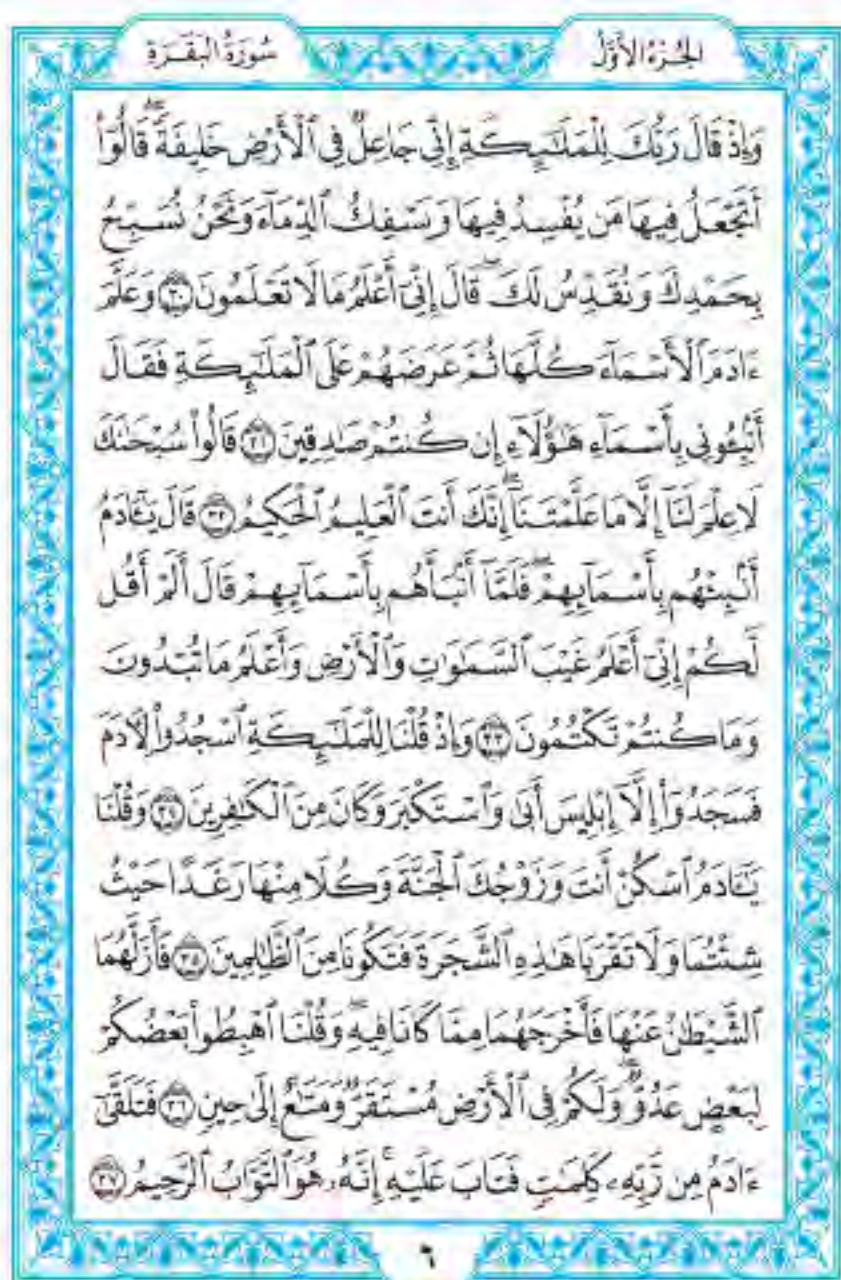 الجزء الأول
سورة البقرة
وَإِذْ قَالَ رَبُّكَ لِلْمَلَٰٓئِكَةِ إِنِّى جَاعِلٌ فِى ٱلْأَرْضِ خَلِيفَةً ۖ قَالُوٓا۟
أَتَجْعَلُ فِيهَا مَن يُفْسِدُ فِيهَا وَيَسْفِكُ ٱلدِّمَآءَ وَنَحْنُ نُسَبِّحُ
بِحَمْدِكَ وَنُقَدِّسُ لَكَ ۖ قَالَ إِنِّىٓ أَعْلَمُ مَا لَا تَعْلَمُونَ ٣٠ وَعَلَّمَ
ءَادَمَ ٱلْأَسْمَآءَ كُلَّهَا ثُمَّ عَرَضَهُمْ عَلَى ٱلْمَلَٰٓئِكَةِ فَقَالَ
أَنۢبِـُٔونِى بِأَسْمَآءِ هَٰٓؤُلَآءِ إِن كُنتُمْ صَٰدِقِينَ ٣١ قَالُوا۟ سُبْحَٰنَكَ
لَا عِلْمَ لَنَآ إِلَّا مَا عَلَّمْتَنَآ ۖ إِنَّكَ أَنتَ ٱلْعَلِيمُ ٱلْحَكِيمُ ٣٢ قَالَ يَٰٓـَٔادَمُ
أَنۢبِئْهُم بِأَسْمَآئِهِمْ ۖ فَلَمَّآ أَنۢبَأَهُم بِأَسْمَآئِهِمْ قَالَ أَلَمْ أَقُل
لَّكُمْ إِنِّىٓ أَعْلَمُ غَيْبَ ٱلسَّمَٰوَٰتِ وَٱلْأَرْضِ وَأَعْلَمُ مَا تُبْدُونَ
وَمَا كُنتُمْ تَكْتُمُونَ ٣٣ وَإِذْ قُلْنَا لِلْمَلَٰٓئِكَةِ ٱسْجُدُوا۟ لِـَٔادَمَ
فَسَجَدُوٓا۟ إِلَّآ إِبْلِيسَ أَبَىٰ وَٱسْتَكْبَرَ وَكَانَ مِنَ ٱلْكَٰفِرِينَ ٣٤ وَقُلْنَا
يَٰٓـَٔادَمُ ٱسْكُنْ أَنتَ وَزَوْجُكَ ٱلْجَنَّةَ وَكُلَا مِنْهَا رَغَدًا حَيْثُ
شِئْتُمَا وَلَا تَقْرَبَا هَٰذِهِ ٱلشَّجَرَةَ فَتَكُونَا مِنَ ٱلظَّٰلِمِينَ ٣٥ فَأَزَلَّهُمَا
ٱلشَّيْطَٰنُ عَنْهَا فَأَخْرَجَهُمَا مِمَّا كَانَا فِيهِ ۖ وَقُلْنَا ٱهْبِطُوا۟ بَعْضُكُمْ
لِبَعْضٍ عَدُوٌّ ۖ وَلَكُمْ فِى ٱلْأَرْضِ مُسْتَقَرٌّ وَمَتَٰعٌ إِلَىٰ حِينٍ ٣٦ فَتَلَقَّىٰٓ
ءَادَمُ مِن رَّبِّهِۦ كَلِمَٰتٍ فَتَابَ عَلَيْهِ ۚ إِنَّهُۥ هُوَ ٱلتَّوَّابُ ٱلرَّحِيمُ ٣٧
٦